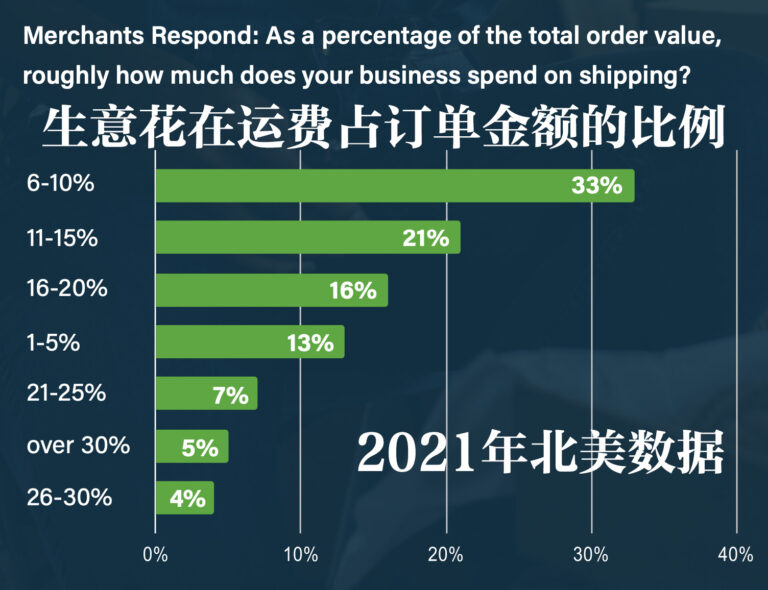 Merchants Respond: As a percentage of the total order value,
roughly how much does your business spend on shipping?
生意花在运费占订单金额的比例
6-10% 33%
11-15% 21%
16-20% 16%
1-5% 13%
21-25% 7%
over 30% 5%
26-30% 4%
2021年北美数据
0% 10% 20% 30% 40%